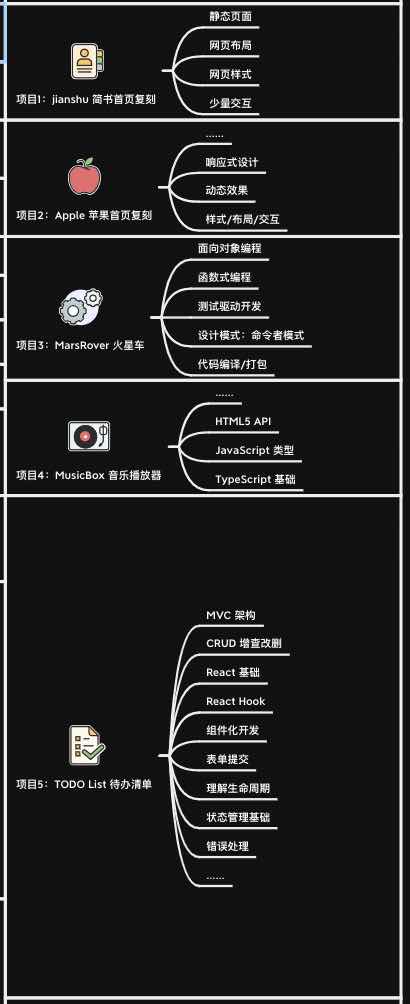 静态页面
网页布局
网页样式
少量交互
项目1：jianshu 简书首页复刻
……
响应式设计
动态效果
样式/布局/交互
项目2：Apple 苹果首页复刻
面向对象编程
函数式编程
测试驱动开发
设计模式：命令者模式
代码编译/打包
项目3：MarsRover 火星车
……
HTML5 API
JavaScript 类型
TypeScript 基础
项目4：MusicBox 音乐播放器
MVC 架构
CRUD 增查改删
React 基础
React Hook
组件化开发
表单提交
理解生命周期
状态管理基础
错误处理
……
项目5：TODO List 待办清单